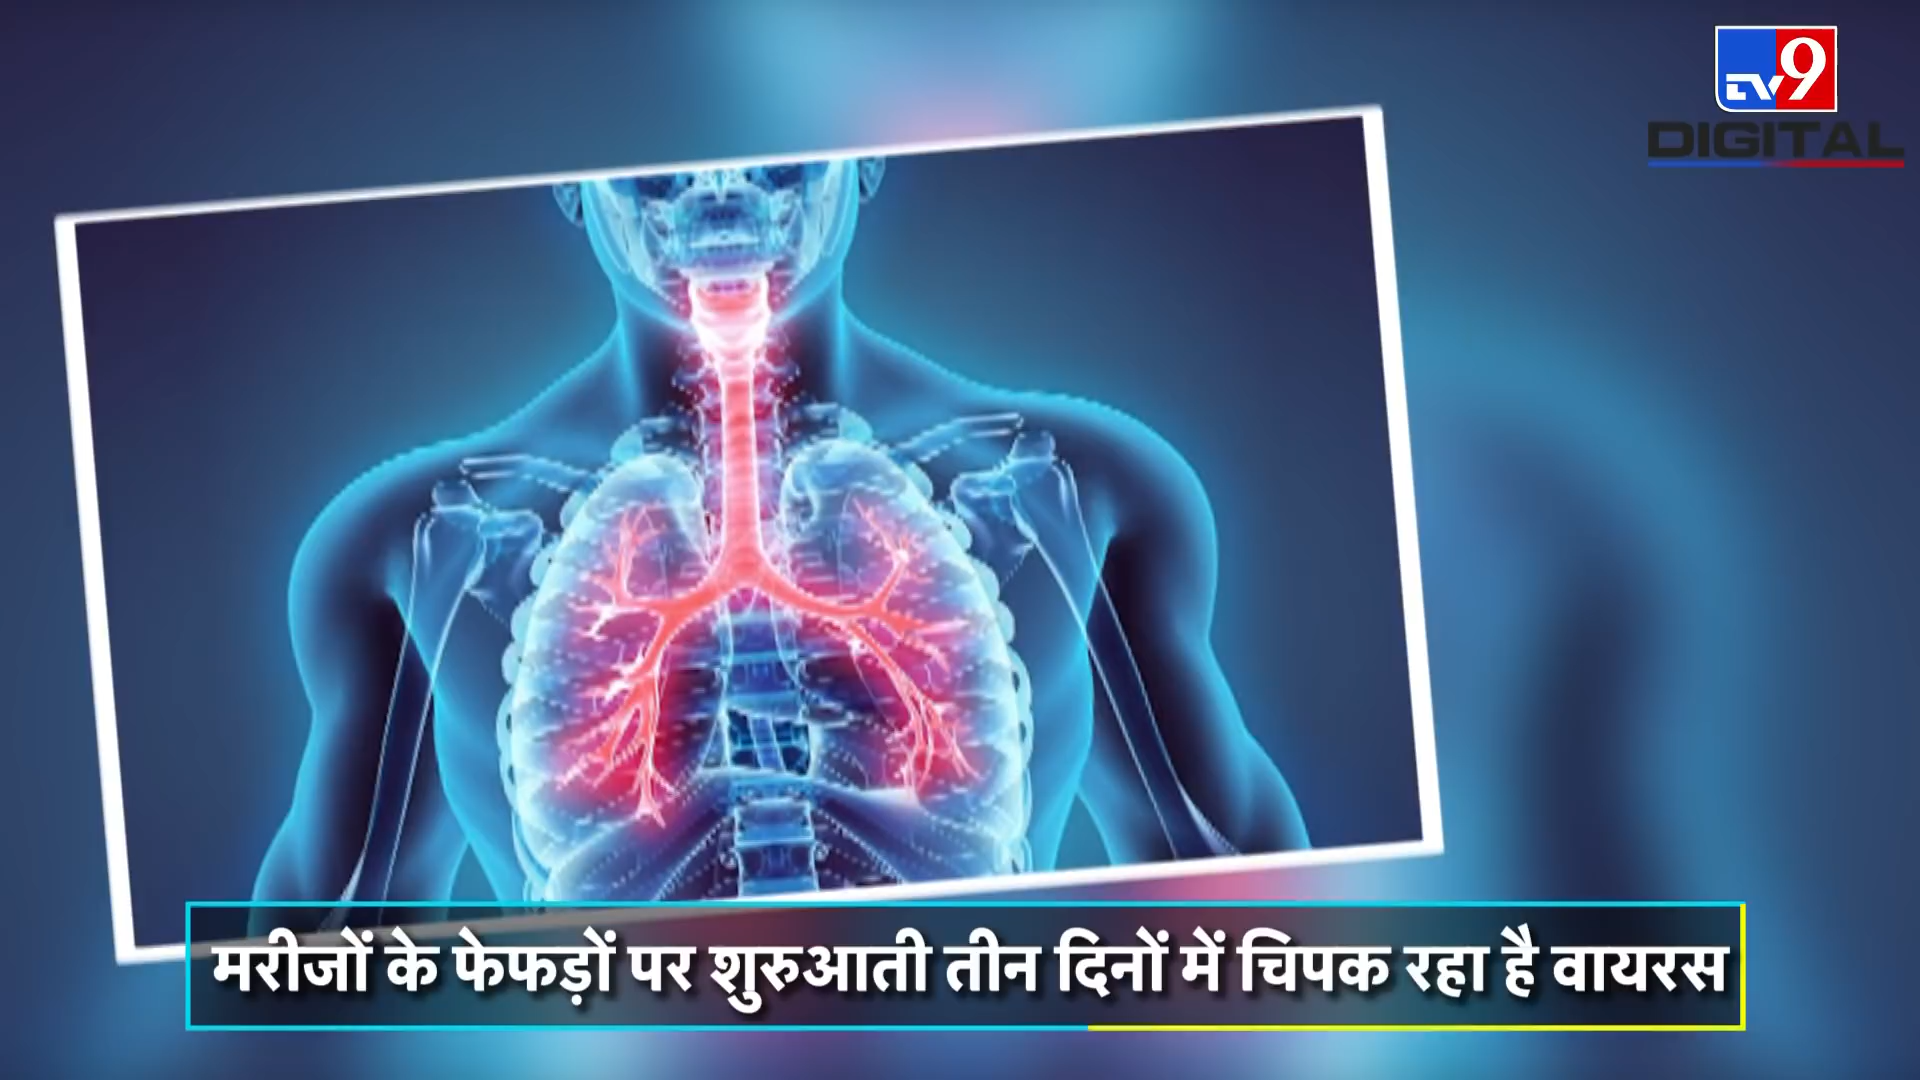 TV9
DIGITAL
मरीजों के फेफड़ों पर शुरुआती तीन दिनों में चिपक रहा है वायरस